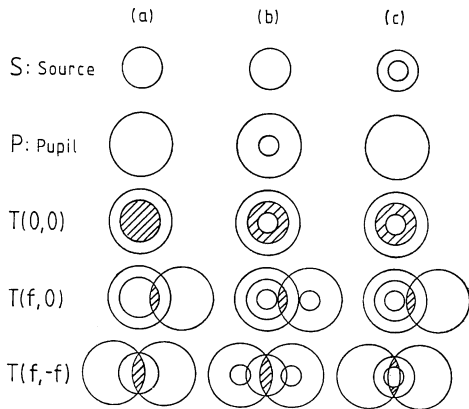 (a) (b) (c)
S: Source
P: Pupil
T(0,0)
T(f,0)
T(f,-f)